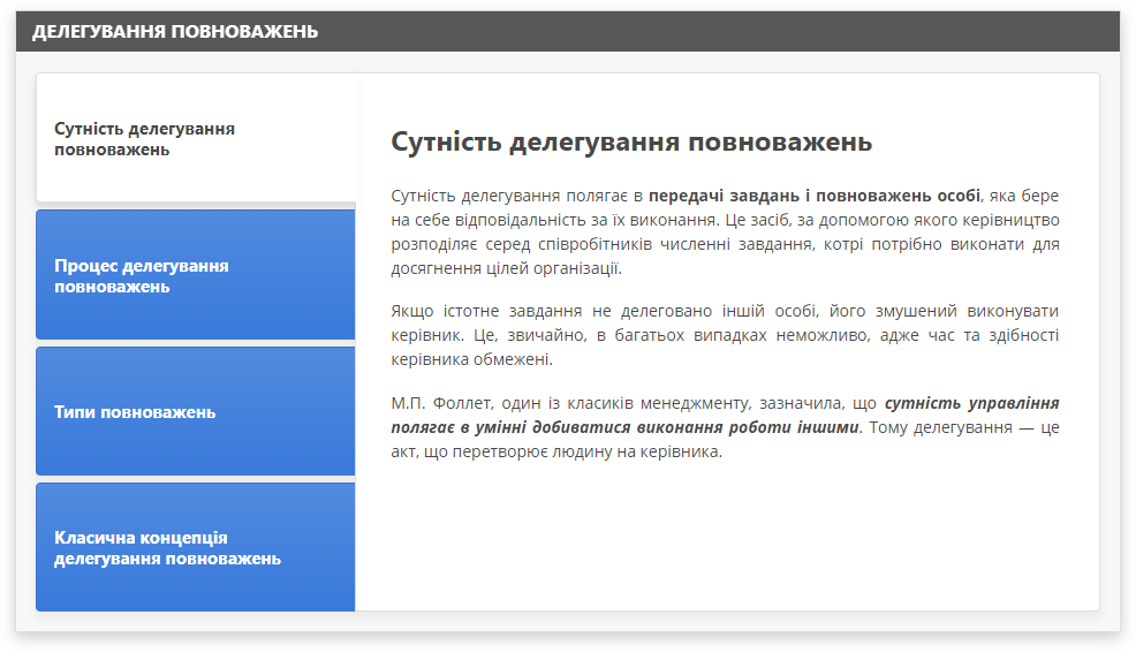 ДЕЛЕГУВАННЯ ПОВНОВАЖЕНЬ
Сутність делегування
повноважень
Процес делегування
повноважень
Типи повноважень
Класична концепція
делегування повноважень
Сутність делегування повноважень
Сутність делегування полягає в передачі завдань і повноважень особі, яка бере
на себе відповідальність за їх виконання. Це засіб, за допомогою якого керівництво
розподіляє серед співробітників численні завдання, котрі потрібно виконати для
досягнення цілей організації.
Якщо істотне завдання не делеговано іншій особі, його змушений виконувати
керівник. Це, звичайно, в багатьох випадках неможливо, адже час та здібності
керівника обмежені.
М.П. Фоллет, один із класиків менеджменту, зазначила, що сутність управління
полягає в умінні добиватися виконання роботи іншими. Тому делегування — це
акт, що перетворює людину на керівника.